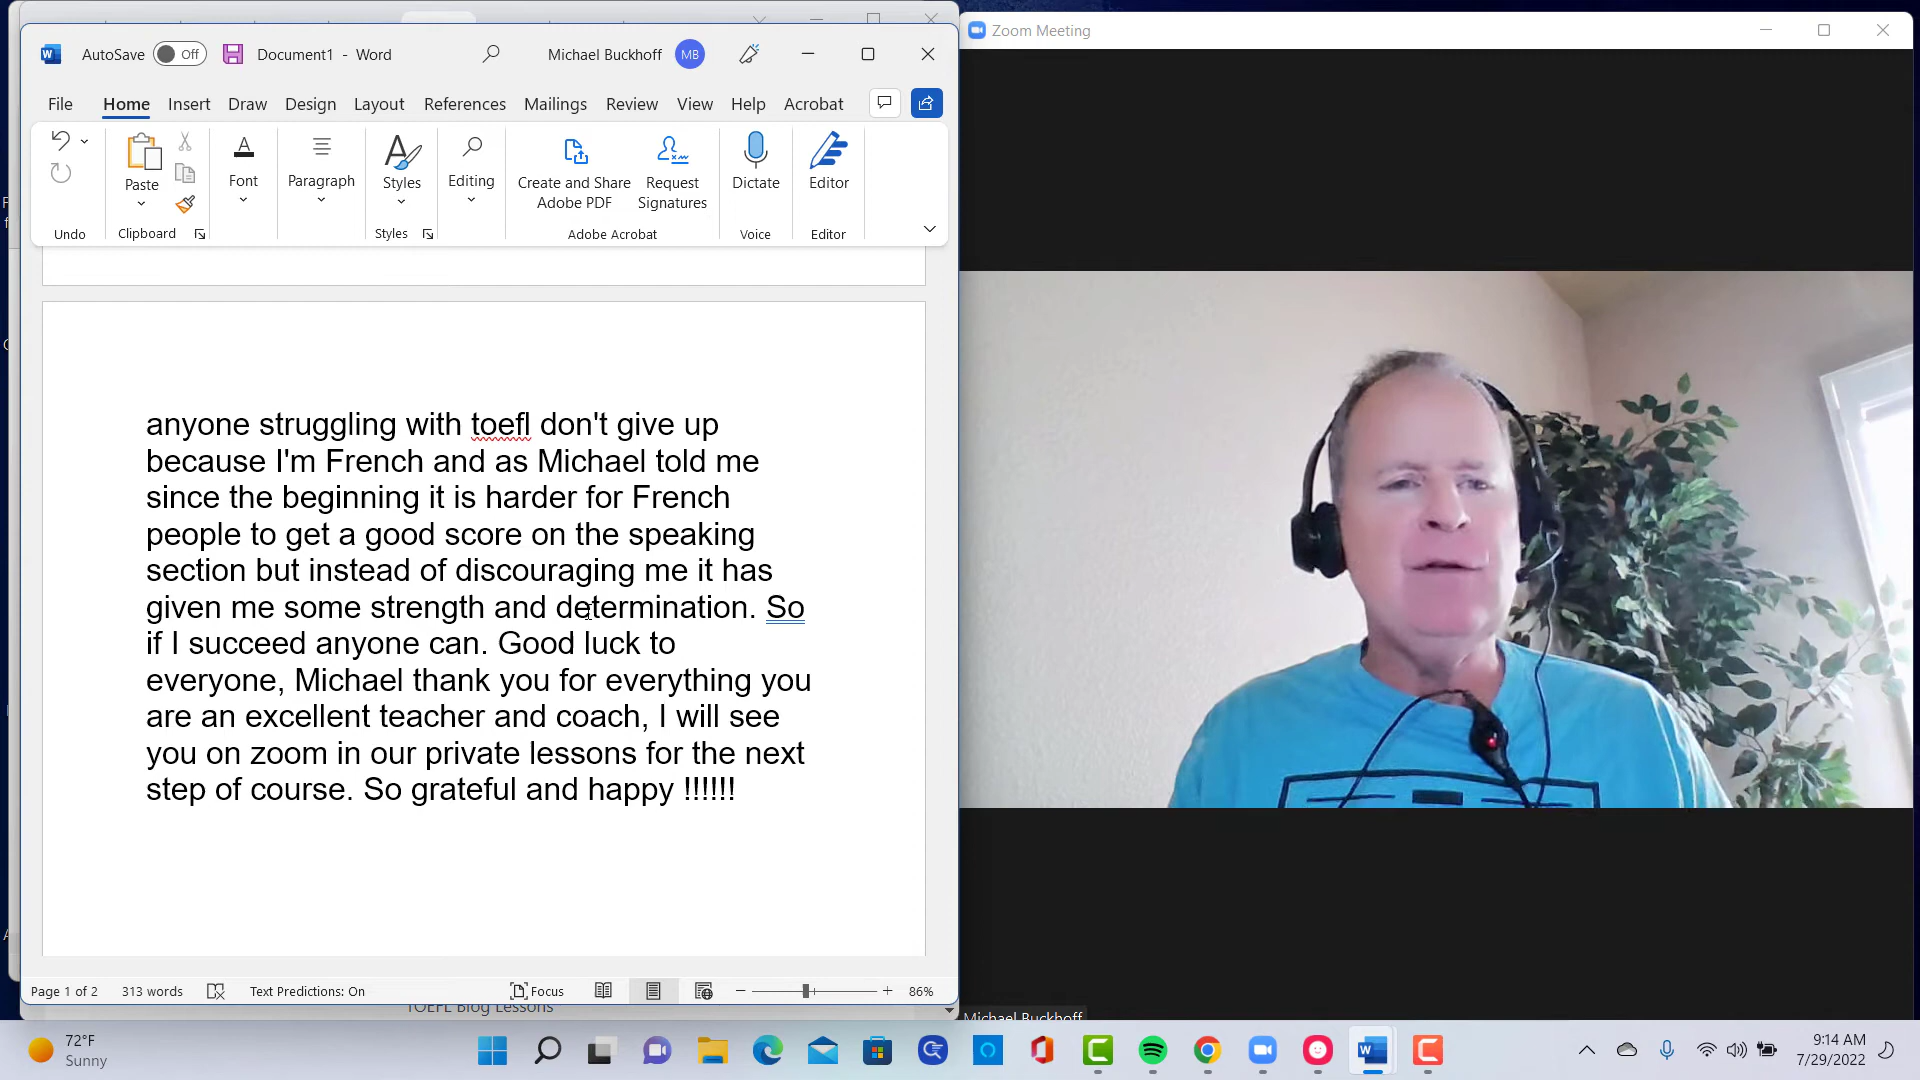 Zoom Meeting
AutoSave Off Document1 - Word Michael Buckhoff MB
File Home Insert Draw Design Layout References Mailings Review View Help Acrobat
Paste Font Paragraph Styles Editing Create and Share Adobe PDF Request Signatures Dictate Editor
Undo Clipboard Styles Adobe Acrobat Voice Editor
anyone struggling with toefl don't give up
because I'm French and as Michael told me
since the beginning it is harder for French
people to get a good score on the speaking
section but instead of discouraging me it has
given me some strength and determination. So
if I succeed anyone can. Good luck to
everyone, Michael thank you for everything you
are an excellent teacher and coach, I will see
you on zoom in our private lessons for the next
step of course. So grateful and happy !!!!!!
Page 1 of 2 313 words Text Predictions: On Focus 86%
TOEFL Blog Lessons
Michael Buckhoff
72°F
Sunny
9:14 AM
7/29/2022